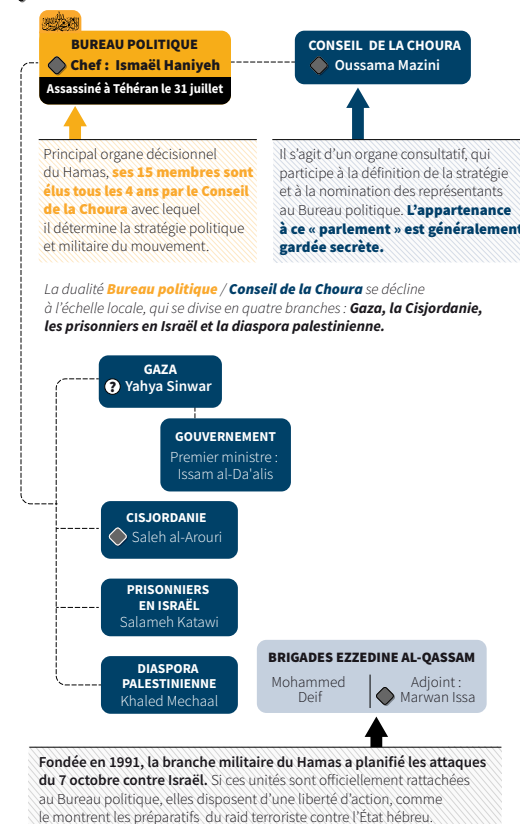 BUREAU POLITIQUE
Chef : Ismaël Haniyeh
Assassiné à Téhéran le 31 juillet
CONSEIL DE LA CHOURA
Oussama Mazini
Principal organe décisionnel
du Hamas, ses 15 membres sont
élus tous les 4 ans par le Conseil
de la Choura avec lequel
il détermine la stratégie politique
et militaire du mouvement.
Il s'agit d'un organe consultatif, qui
participe à la définition de la stratégie
et à la nomination des représentants
au Bureau politique. L'appartenance
à ce « parlement » est généralement
gardée secrète.
La dualité Bureau politique / Conseil de la Choura se décline
à l'échelle locale, qui se divise en quatre branches : Gaza, la Cisjordanie,
les prisonniers en Israël et la diaspora palestinienne.
GAZA
? Yahya Sinwar
GOUVERNEMENT
Premier ministre :
Issam al-Da'alis
CISJORDANIE
Saleh al-Arouri
PRISONNIERS
EN ISRAËL
Salameh Katawi
DIASPORA
PALESTINIENNE
Khaled Mechaal
BRIGADES EZZEDINE AL-QASSAM
Mohammed
Deif
Adjoint :
Marwan Issa
Fondée en 1991, la branche militaire du Hamas a planifié les attaques
du 7 octobre contre Israël. Si ces unités sont officiellement rattachées
au Bureau politique, elles disposent d'une liberté d'action, comme
le montrent les préparatifs du raid terroriste contre l'État hébreu.